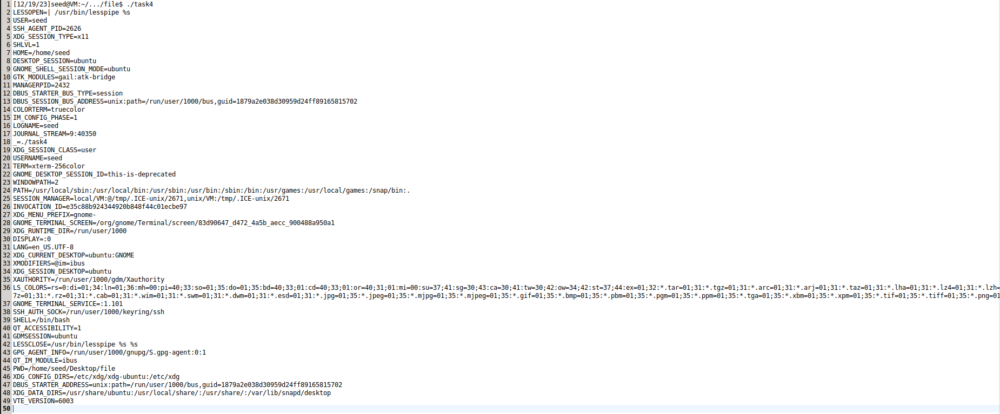 1 [12/19/23]seed@VM:~/.../file$ ./task4
2 LESSOPEN=| /usr/bin/lesspipe %s
3 USER=seed
4 SSH_AGENT_PID=2626
5 XDG_SESSION_TYPE=x11
6 SHLVL=1
7 HOME=/home/seed
8 DESKTOP_SESSION=ubuntu
9 GNOME_SHELL_SESSION_MODE=ubuntu
10 GTK_MODULES=gail:atk-bridge
11 MANAGERPID=2432
12 DBUS_STARTER_BUS_TYPE=session
13 DBUS_SESSION_BUS_ADDRESS=unix:path=/run/user/1000/bus,guid=1879a2e038d30959d24ff89165815702
14 COLORTERM=truecolor
15 IM_CONFIG_PHASE=1
16 LOGNAME=seed
17 JOURNAL_STREAM=9:40350
18 _=./task4
19 XDG_SESSION_CLASS=user
20 USERNAME=seed
21 TERM=xterm-256color
22 GNOME_DESKTOP_SESSION_ID=this-is-deprecated
23 WINDOWPATH=2
24 PATH=/usr/local/sbin:/usr/local/bin:/usr/sbin:/usr/bin:/sbin:/bin:/usr/games:/usr/local/games:/snap/bin:.
25 SESSION_MANAGER=local/VM:@/tmp/.ICE-unix/2671,unix/VM:/tmp/.ICE-unix/2671
26 INVOCATION_ID=e35c88b924344920b848f44c01ecbe97
27 XDG_MENU_PREFIX=gnome-
28 GNOME_TERMINAL_SCREEN=/org/gnome/Terminal/screen/83d90647_d472_4a5b_aecc_900488a950a1
29 XDG_RUNTIME_DIR=/run/user/1000
30 DISPLAY=:0
31 LANG=en_US.UTF-8
32 XDG_CURRENT_DESKTOP=ubuntu:GNOME
33 XMODIFIERS=@im=ibus
34 XDG_SESSION_DESKTOP=ubuntu
35 XAUTHORITY=/run/user/1000/gdm/Xauthority
36 LS_COLORS=rs=0:di=01;34:ln=01;36:mh=00:pi=40;33:so=01;35:do=01;35:bd=40;33;01:cd=40;33;01:or=40;31;01:mi=00:su=37;41:sg=30;43:ca=30;41:tw=30;42:ow=34;42:st=37;44:ex=01;32:*.tar=01;31:*.tgz=01;31:*.arc=01;31:*.arj=01;31:*.taz=01;31:*.lha=01;31:*.lz4=01;31:*.lzh=
7z=01;31:*.rz=01;31:*.cab=01;31:*.wim=01;31:*.swm=01;31:*.dwm=01;31:*.esd=01;31:*.jpg=01;35:*.jpeg=01;35:*.mjpg=01;35:*.mjpeg=01;35:*.gif=01;35:*.bmp=01;35:*.pbm=01;35:*.pgm=01;35:*.ppm=01;35:*.tga=01;35:*.xbm=01;35:*.xpm=01;35:*.tif=01;35:*.tiff=01;35:*.png=01
37 GNOME_TERMINAL_SERVICE=:1.101
38 SSH_AUTH_SOCK=/run/user/1000/keyring/ssh
39 SHELL=/bin/bash
40 QT_ACCESSIBILITY=1
41 GDMSESSION=ubuntu
42 LESSCLOSE=/usr/bin/lesspipe %s %s
43 GPG_AGENT_INFO=/run/user/1000/gnupg/S.gpg-agent:0:1
44 QT_IM_MODULE=ibus
45 PWD=/home/seed/Desktop/file
46 XDG_CONFIG_DIRS=/etc/xdg/xdg-ubuntu:/etc/xdg
47 DBUS_STARTER_ADDRESS=unix:path=/run/user/1000/bus,guid=1879a2e038d30959d24ff89165815702
48 XDG_DATA_DIRS=/usr/share/ubuntu:/usr/local/share/:/usr/share/:/var/lib/snapd/desktop
49 VTE_VERSION=6003
50